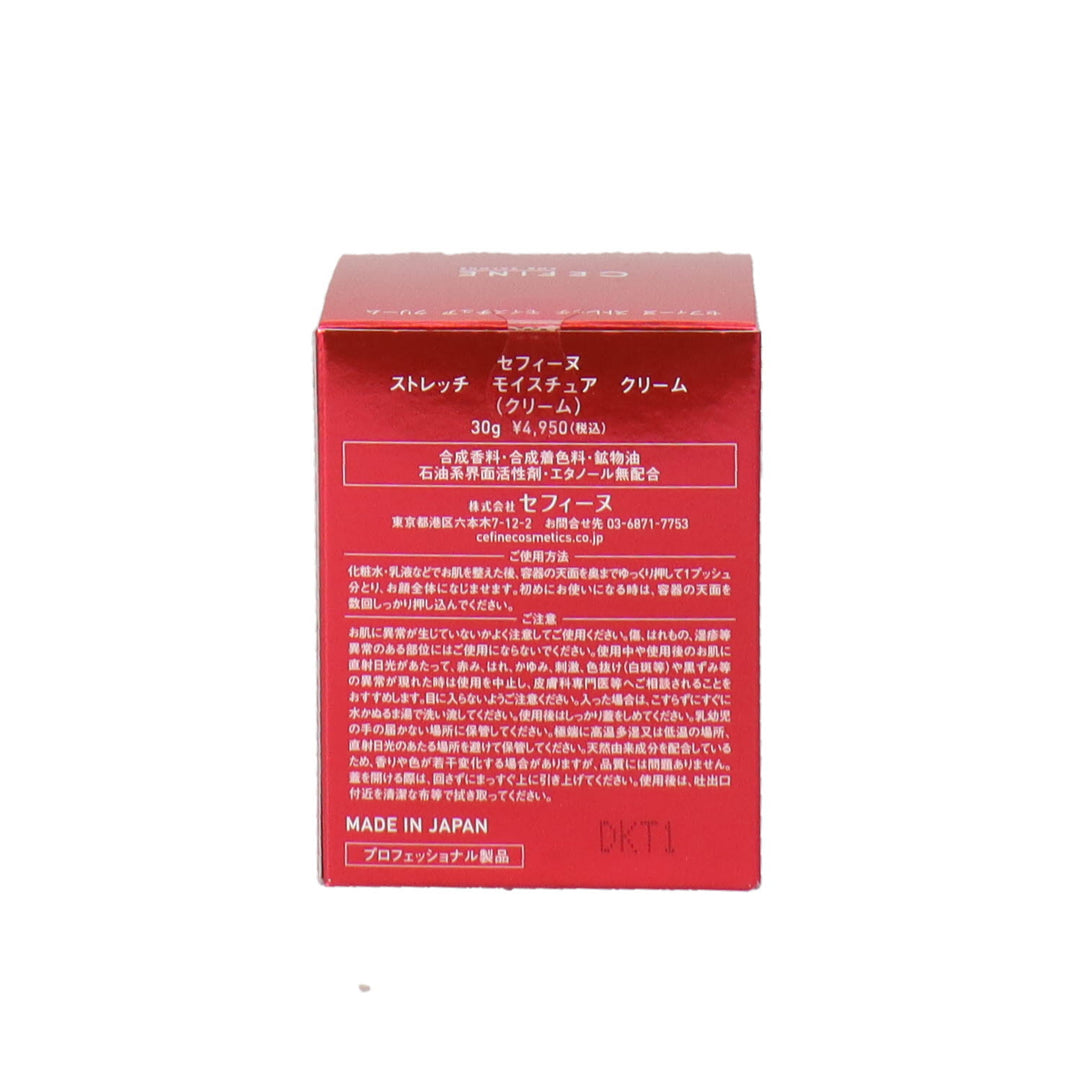 CEFINE
セフィーヌ ストレッチ モイスチュア クリーム
セフィーヌ
ストレッチ モイスチュア クリーム
(クリーム)
30g ¥4,950(税込)
合成香料・合成着色料・鉱物油
石油系界面活性剤・エタノール無配合
株式会社 セフィーヌ
東京都港区六本木7-12-2 お問合せ先 03-6871-7753
cefinecosmetics.co.jp
ご使用方法
化粧水・乳液などでお肌を整えた後、容器の天面を奥までゆっくり押して1プッシュ
分とり、お顔全体になじませます。初めにお使いになる時は、容器の天面を
数回しっかり押し込んでください。
ご注意
お肌に異常が生じていないかよく注意してご使用ください。傷、はれもの、湿疹等
異常のある部位にはご使用にならないでください。使用中や使用後のお肌に
直射日光があたって、赤み、はれ、かゆみ、刺激、色抜け(白斑等)や黒ずみ等
の異常が現れた時は使用を中止し、皮膚科専門医等へご相談されることを
おすすめします。目に入らないようご注意ください。入った場合は、こすらずにすぐに
水かぬるま湯で洗い流してください。使用後はしっかり蓋をしめてください。乳幼児
の手の届かない場所に保管してください。極端に高温多湿又は低温の場所、
直射日光のあたる場所を避けて保管してください。天然由来成分を配合している
ため、香りや色が若干変化する場合がありますが、品質には問題ありません。
蓋を開ける際は、回さずにまっすぐ上に引き上げてください。使用後は、吐出口
付近を清潔な布等で拭き取ってください。
MADE IN JAPAN
DKT1
プロフェッショナル製品